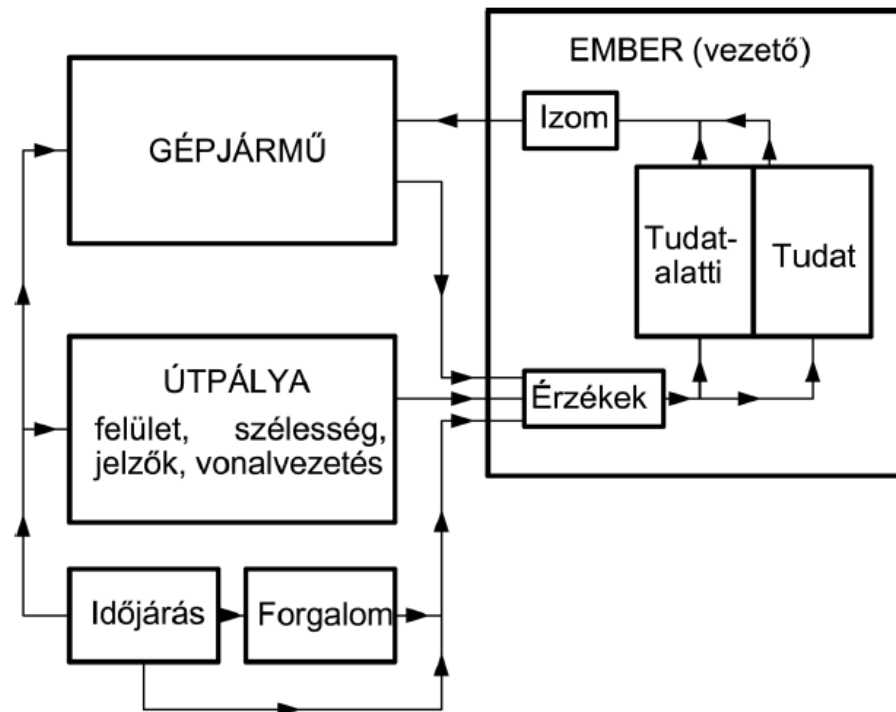 EMBER (vezető)
Izom
GÉPJÁRMŰ
Tudat-
alatti
Tudat
ÚTPÁLYA
felület, szélesség,
jelzők, vonalvezetés
Érzékek
Időjárás
Forgalom